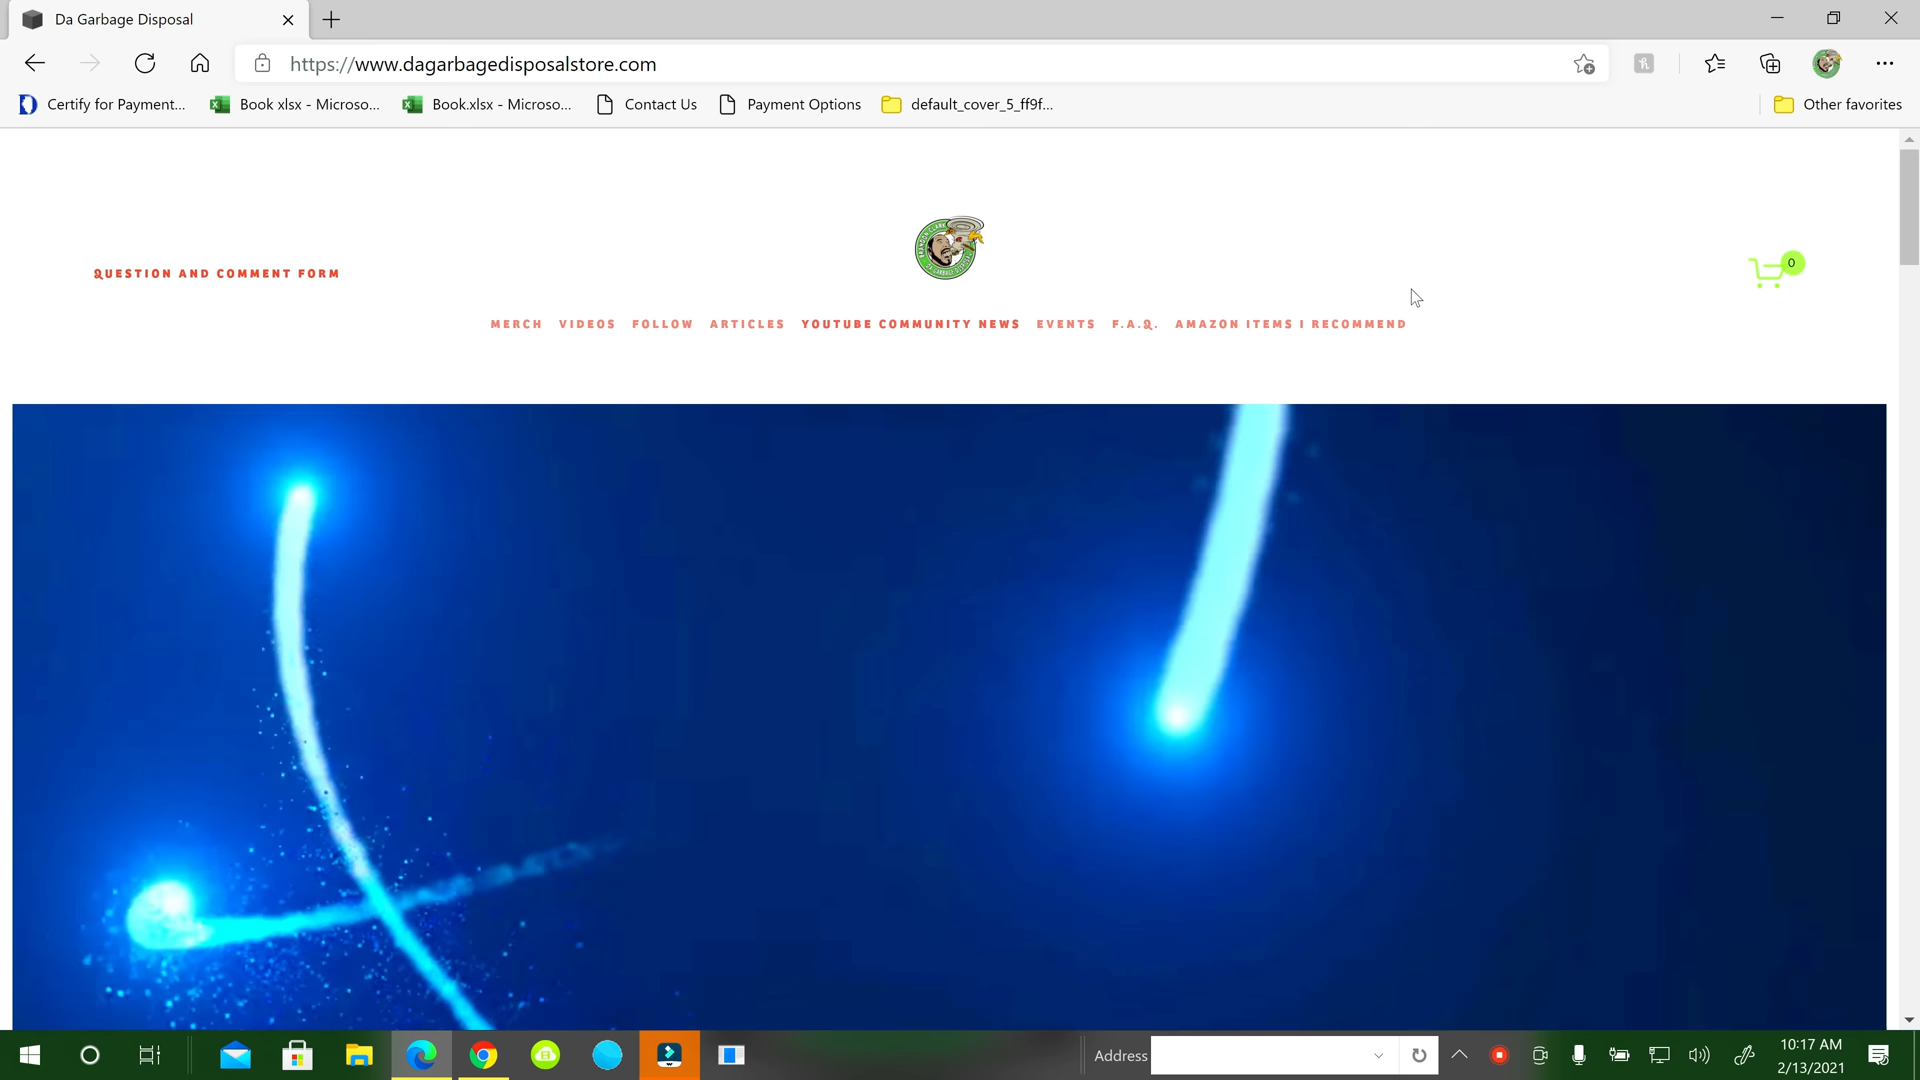 Da Garbage Disposal
https://www.dagarbagedisposalstore.com
Certify for Payment... Book xlsx - Microso... Book.xlsx - Microso... Contact Us Payment Options default_cover_5_ff9f... Other favorites
QUESTION AND COMMENT FORM
0
MERCH VIDEOS FOLLOW ARTICLES YOUTUBE COMMUNITY NEWS EVENTS F.A.Q. AMAZON ITEMS I RECOMMEND
Address
10:17 AM
2/13/2021